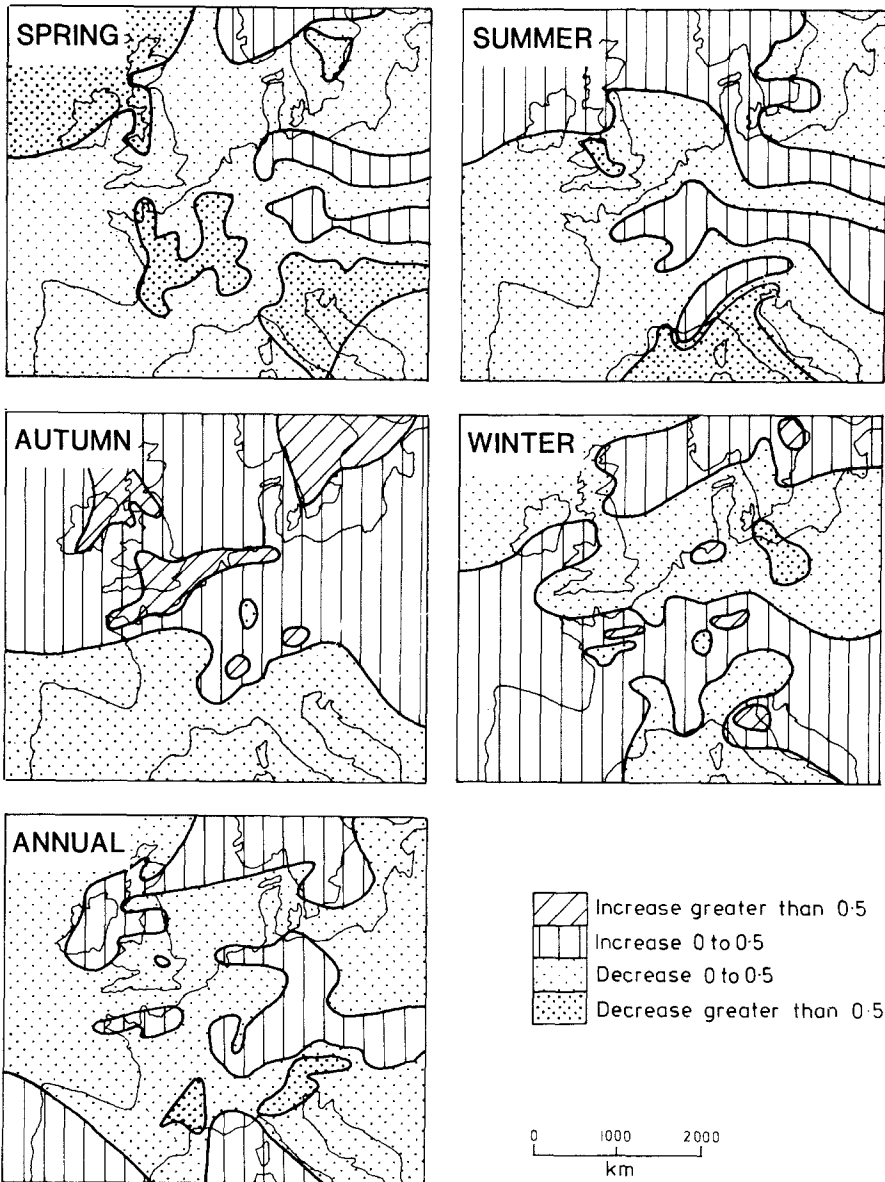 SPRING
SUMMER
AUTUMN
WINTER
ANNUAL
Increase greater than 0·5
Increase 0 to 0·5
Decrease 0 to 0·5
Decrease greater than 0·5
0 1000 2000
km